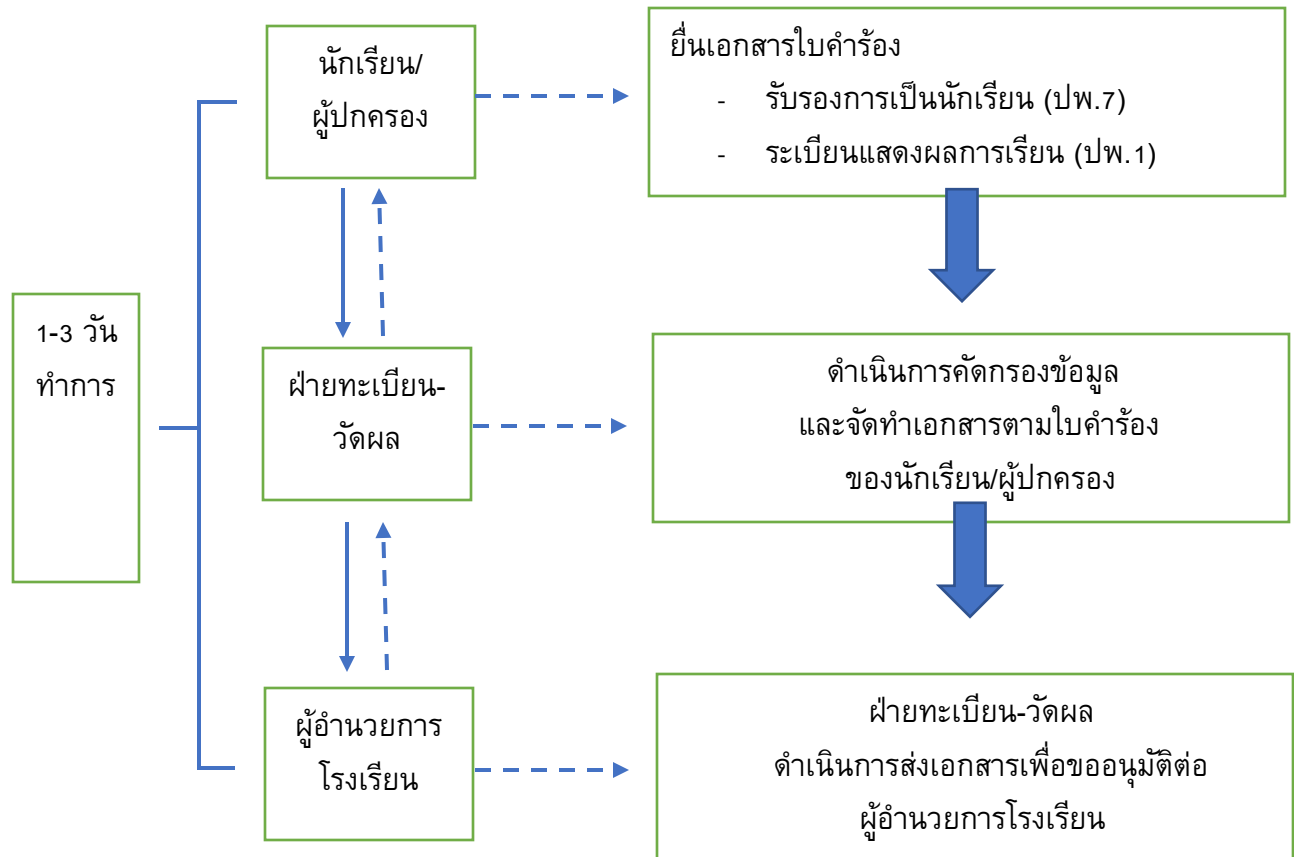 นักเรียน/
ผู้ปกครอง
ยื่นเอกสารใบคำร้อง
- รับรองการเป็นนักเรียน (ปพ.7)
- ระเบียนแสดงผลการเรียน (ปพ.1)
1-3 วัน
ทำการ
ฝ่ายทะเบียน-
วัดผล
ดำเนินการคัดกรองข้อมูล
และจัดทำเอกสารตามใบคำร้อง
ของนักเรียน/ผู้ปกครอง
ผู้อำนวยการ
โรงเรียน
ฝ่ายทะเบียน-วัดผล
ดำเนินการส่งเอกสารเพื่อขออนุมัติต่อ
ผู้อำนวยการโรงเรียน